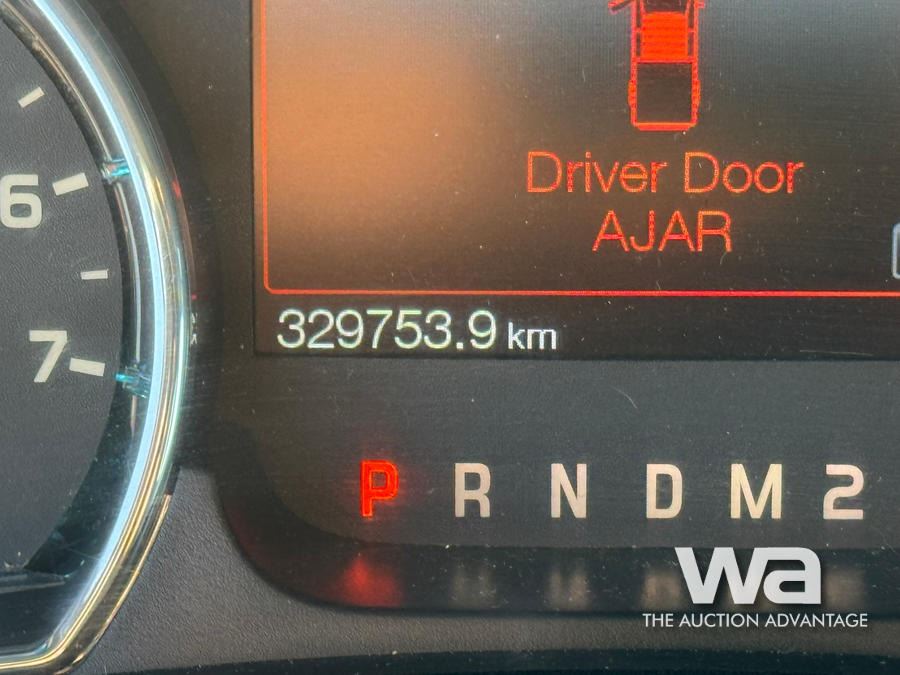 6
7
Driver Door
AJAR
329753.9 km
P R N D M 2
wa
THE AUCTION ADVANTAGE